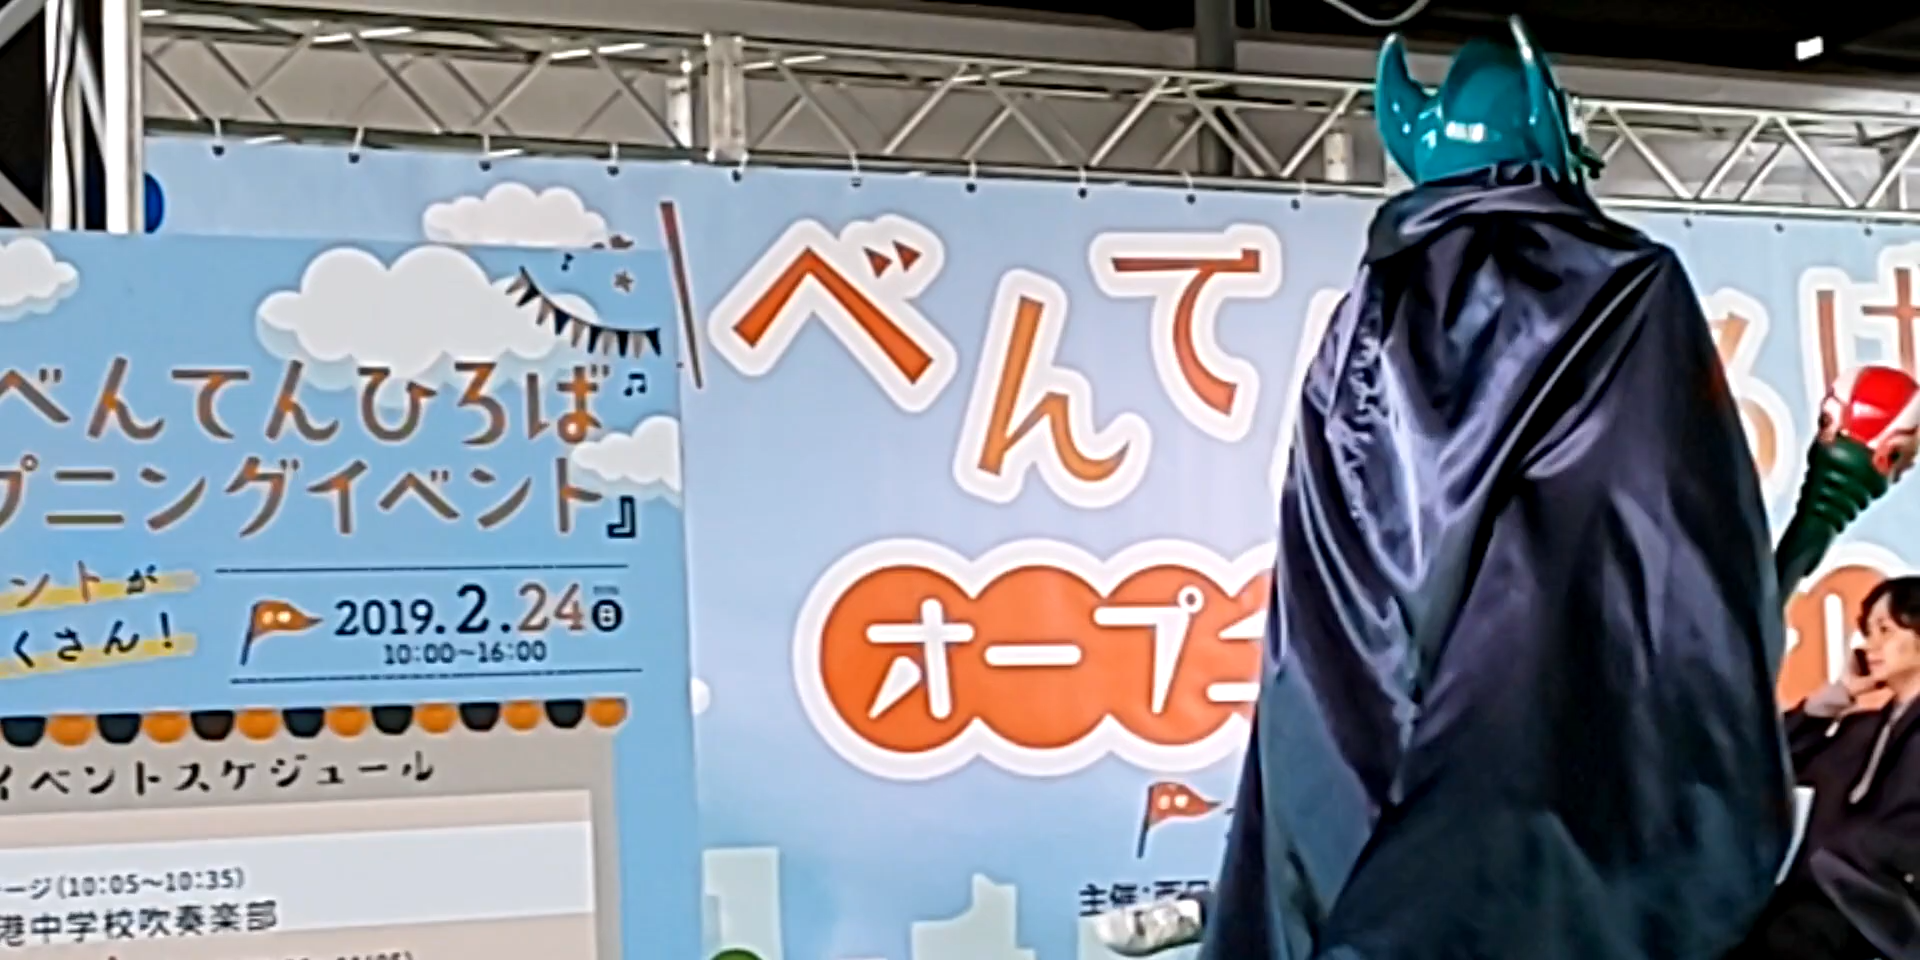 べんてんひろば
プニングイベント』
ントが
くさん!
2019.2.24日
10:00~16:00
イベントスケジュール
ージ(10:05~10:35)
港中学校吹奏楽部
べんて
オープ
主催:西日